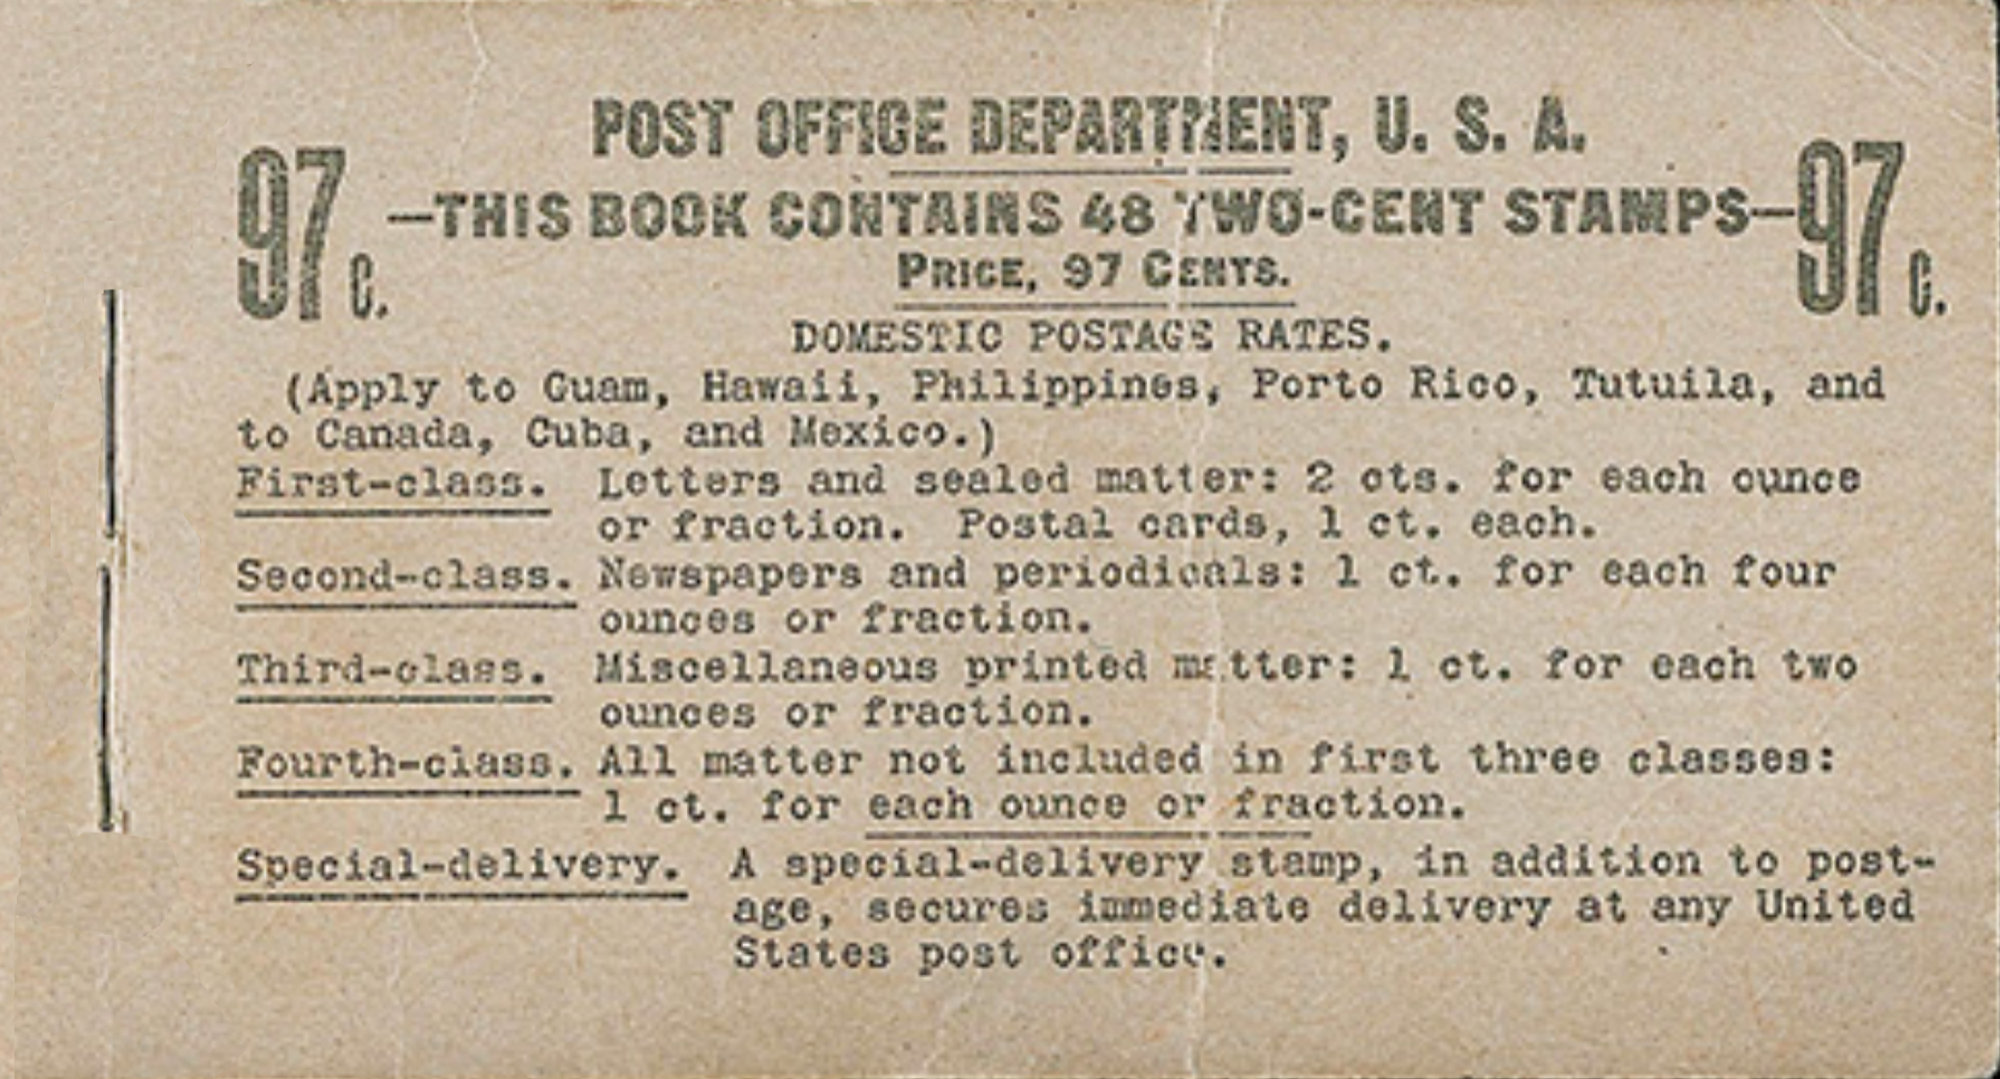 POST OFFICE DEPARTMENT, U. S. A.
97 c. —THIS BOOK CONTAINS 48 TWO-CENT STAMPS— 97 c.
PRICE, 97 CENTS.
DOMESTIC POSTAGE RATES.
(Apply to Guam, Hawaii, Philippines, Porto Rico, Tutuila, and
to Canada, Cuba, and Mexico.)
First-class. Letters and sealed matter: 2 cts. for each ounce
or fraction. Postal cards, 1 ct. each.
Second-class. Newspapers and periodicals: 1 ct. for each four
ounces or fraction.
Third-class. Miscellaneous printed matter: 1 ct. for each two
ounces or fraction.
Fourth-class. All matter not included in first three classes:
1 ct. for each ounce or fraction.
Special-delivery. A special-delivery stamp, in addition to post-
age, secures immediate delivery at any United
States post office.